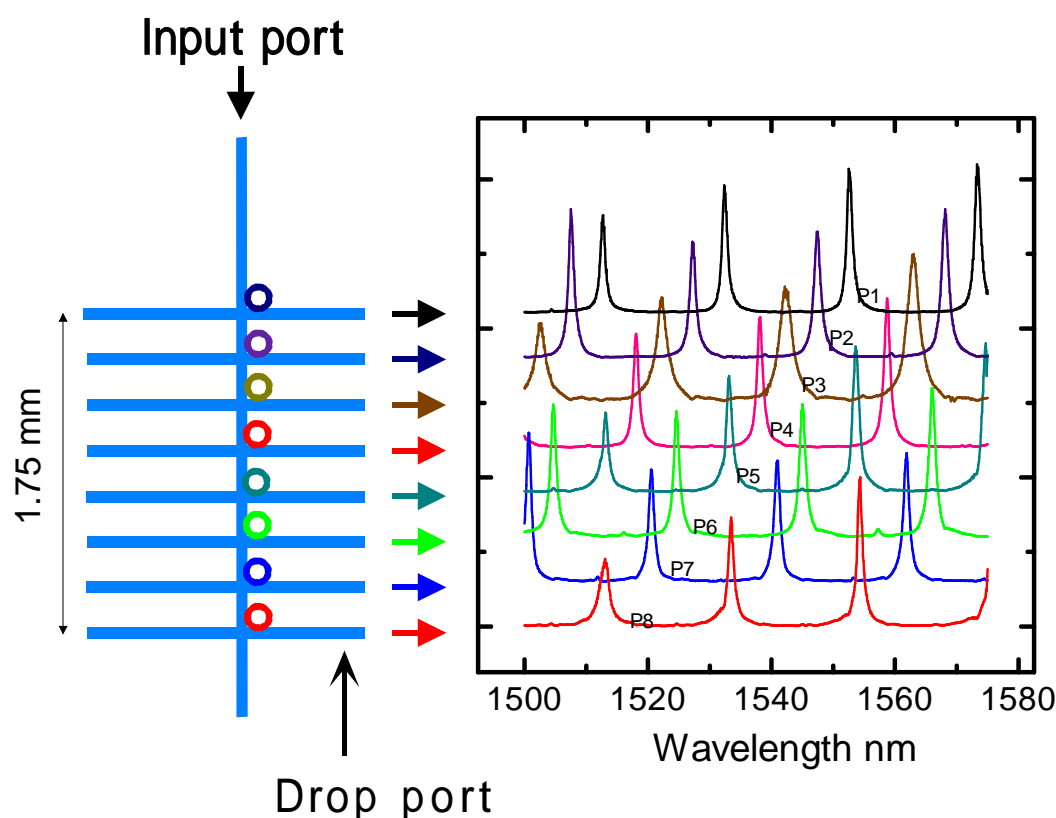 Input port
1.75 mm
Drop port
P1
P2
P3
P4
P5
P6
P7
P8
1500 1520 1540 1560 1580
Wavelength nm